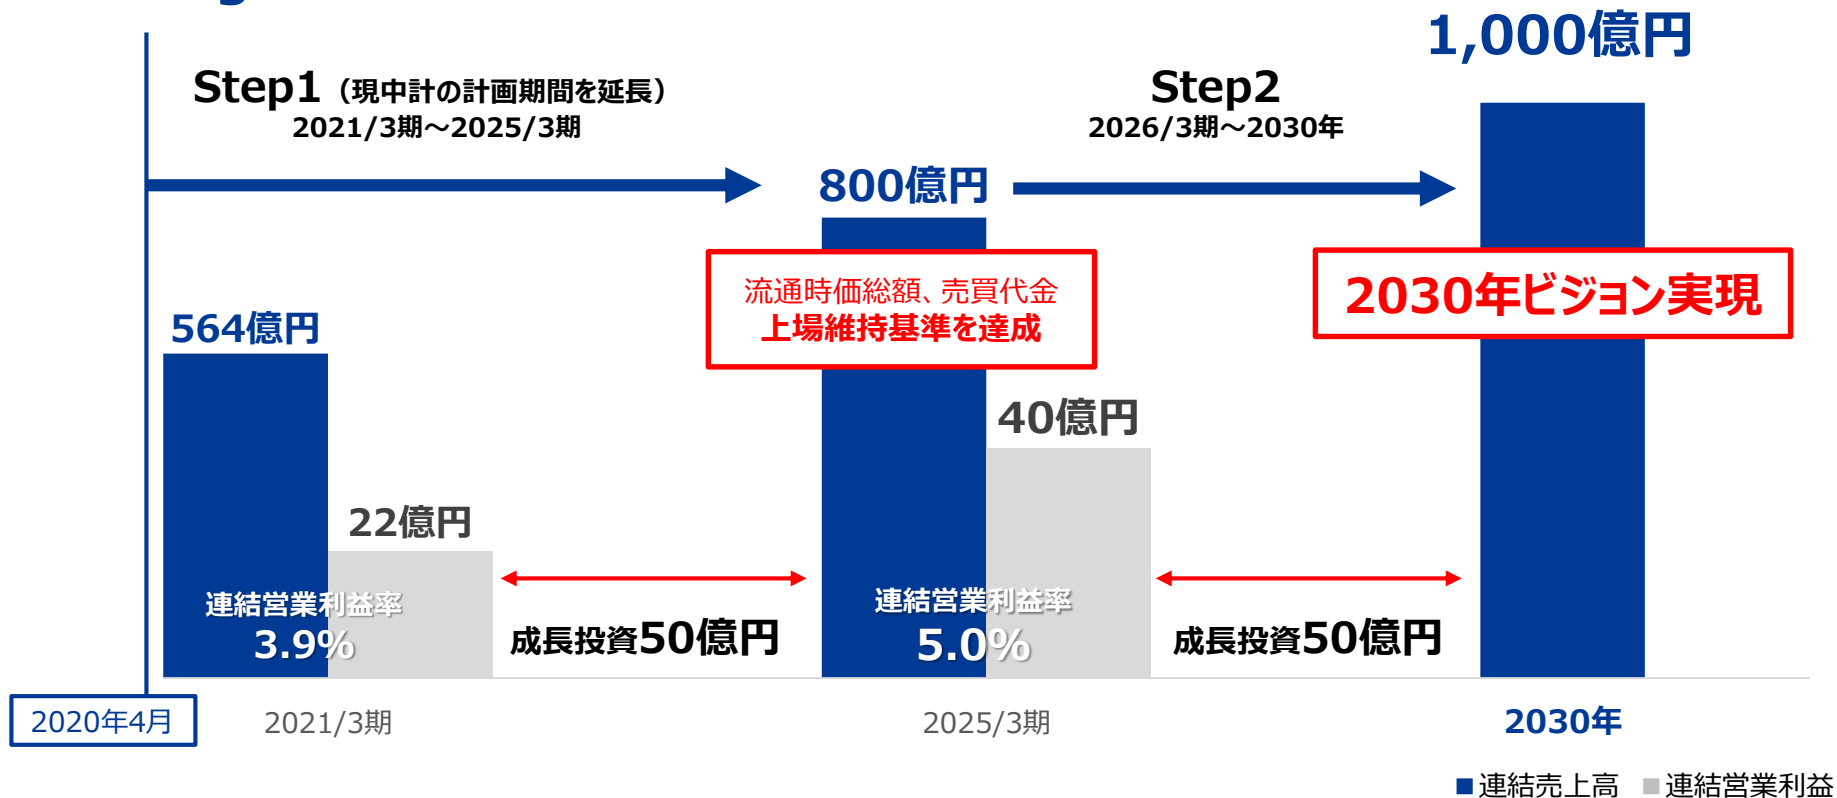 1,000億円
Step1（現中計の計画期間を延長）
2021/3期～2025/3期
Step2
2026/3期～2030年
800億円
流通時価総額、売買代金
上場維持基準を達成
2030年ビジョン実現
564億円
40億円
22億円
連結営業利益率
3.9%
成長投資50億円
連結営業利益率
5.0%
成長投資50億円
2020年4月
2021/3期
2025/3期
2030年
連結売上高
連結営業利益